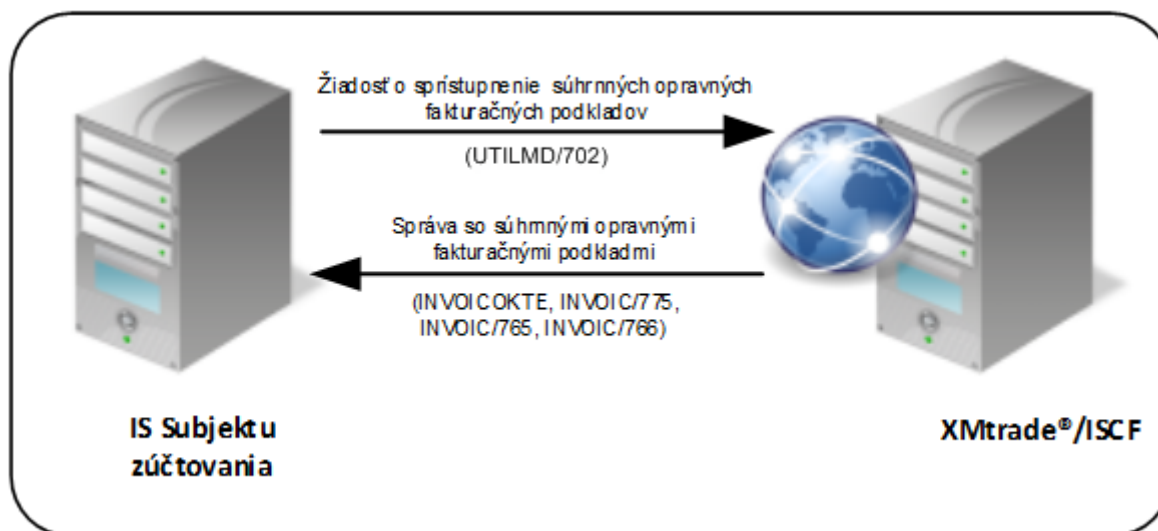 Žiadosť o sprístupnenie súhrnných opravných
fakturačných podkladov
(UTILMD/702)
Správa so súhrnnými opravnými
fakturačnými podkladmi
(INVOICOKTE, INVOIC/775,
INVOIC/765, INVOIC/766)
IS Subjektu
zúčtovania
XMtrade®/ISCF